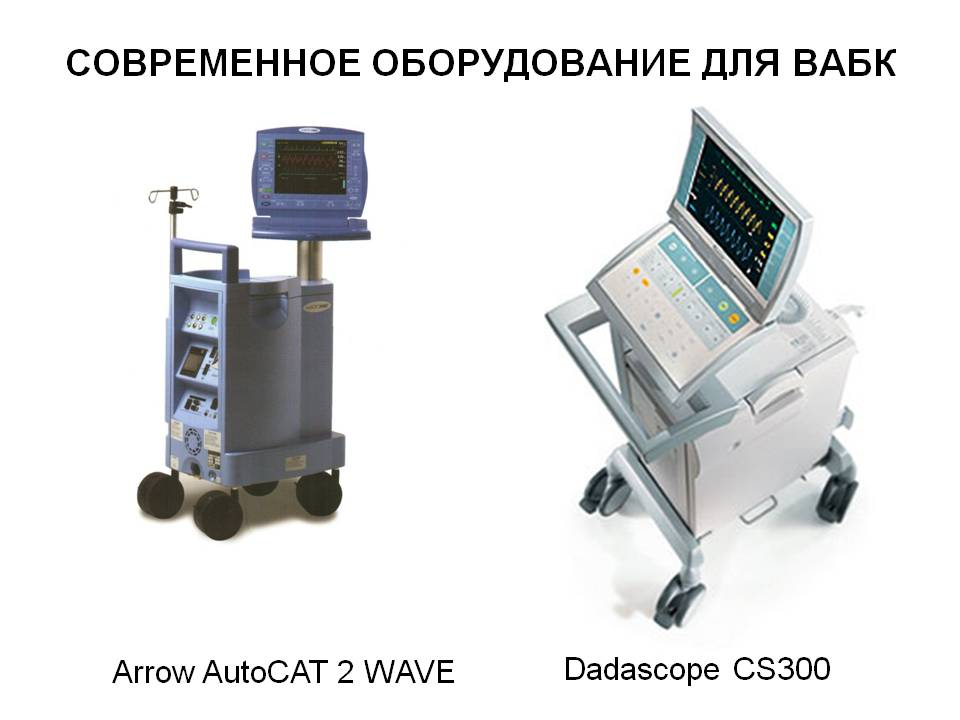 СОВРЕМЕННОЕ ОБОРУДОВАНИЕ ДЛЯ ВАБК
Arrow AutoCAT 2 WAVE
Dadascope CS300